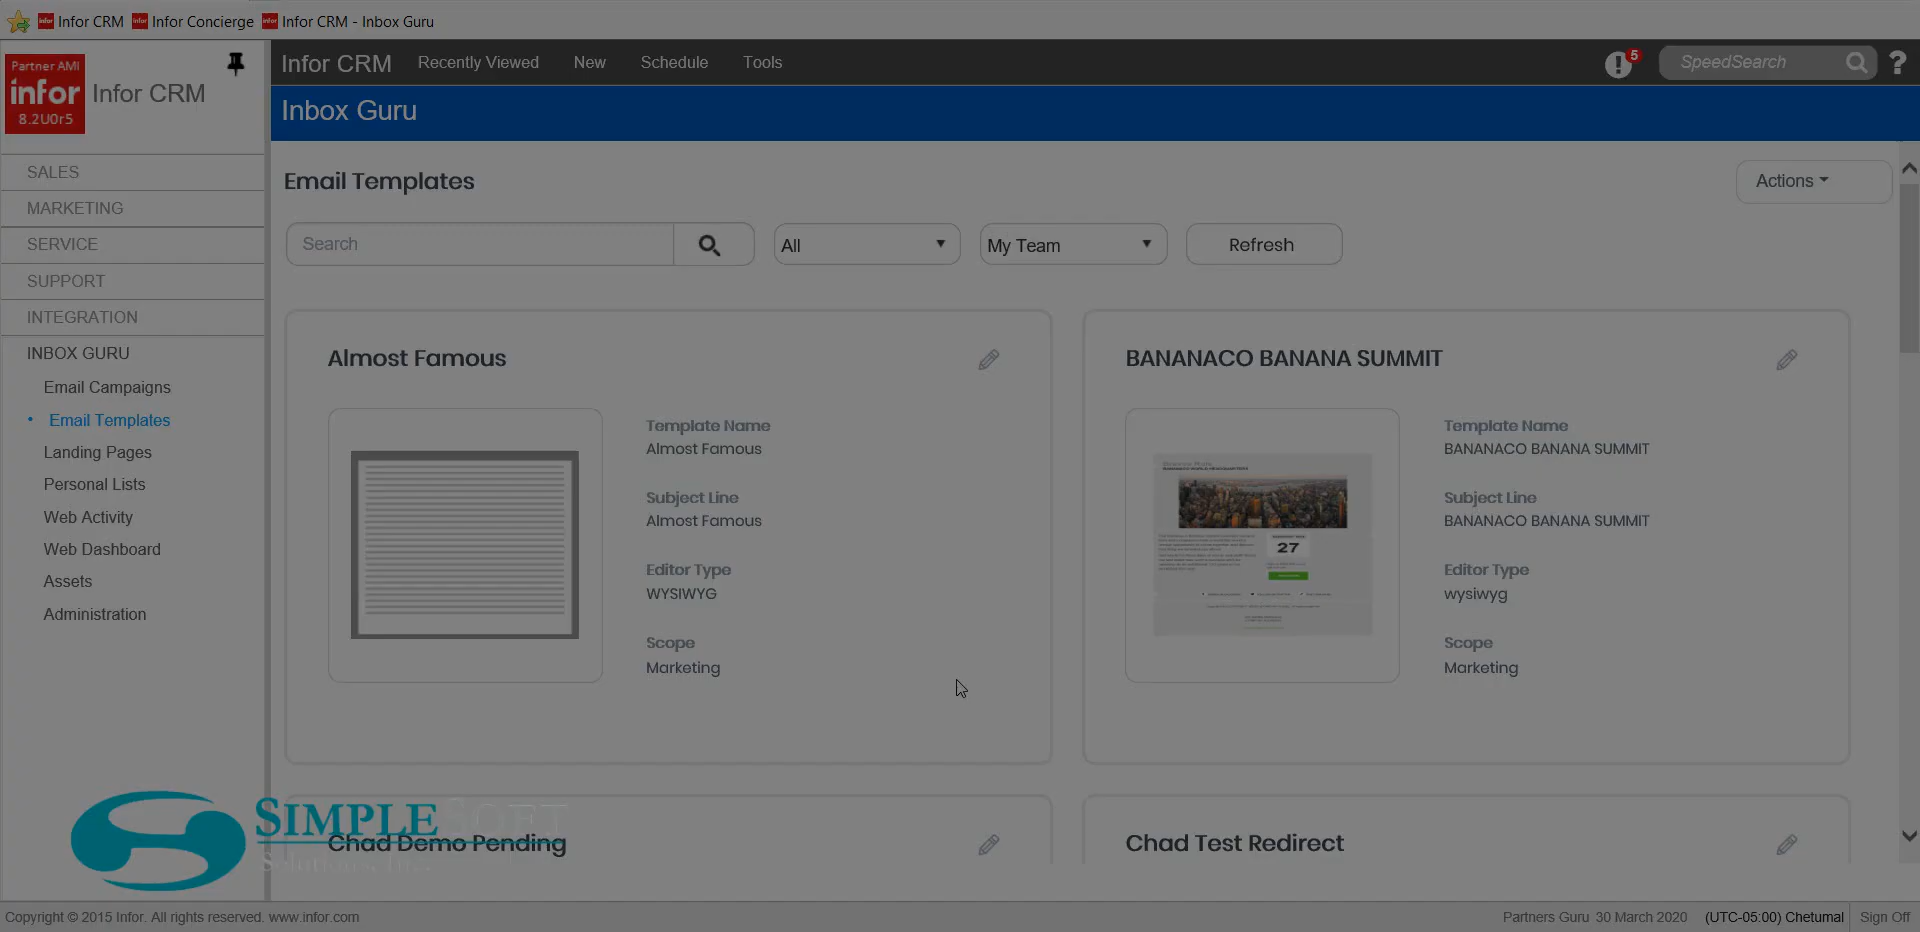 Infor CRM Infor Concierge Infor CRM - Inbox Guru
Partner AMI
infor
8.2U0r5
Infor CRM
Infor CRM Recently Viewed New Schedule Tools
5
SpeedSearch
?
Inbox Guru
SALES
MARKETING
SERVICE
SUPPORT
INTEGRATION
INBOX GURU
Email Campaigns
• Email Templates
Landing Pages
Personal Lists
Web Activity
Web Dashboard
Assets
Administration
Email Templates
Actions
Search
All
My Team
Refresh
Almost Famous
Template Name
Almost Famous
Subject Line
Almost Famous
Editor Type
WYSIWYG
Scope
Marketing
BANANACO BANANA SUMMIT
27
Template Name
BANANACO BANANA SUMMIT
Subject Line
BANANACO BANANA SUMMIT
Editor Type
wysiwyg
Scope
Marketing
Chad Demo Pending
Chad Test Redirect
SIMPLESOFT
Solutions, Inc.
Copyright © 2015 Infor. All rights reserved. www.infor.com
Partners Guru 30 March 2020 (UTC-05:00) Chetumal Sign Off